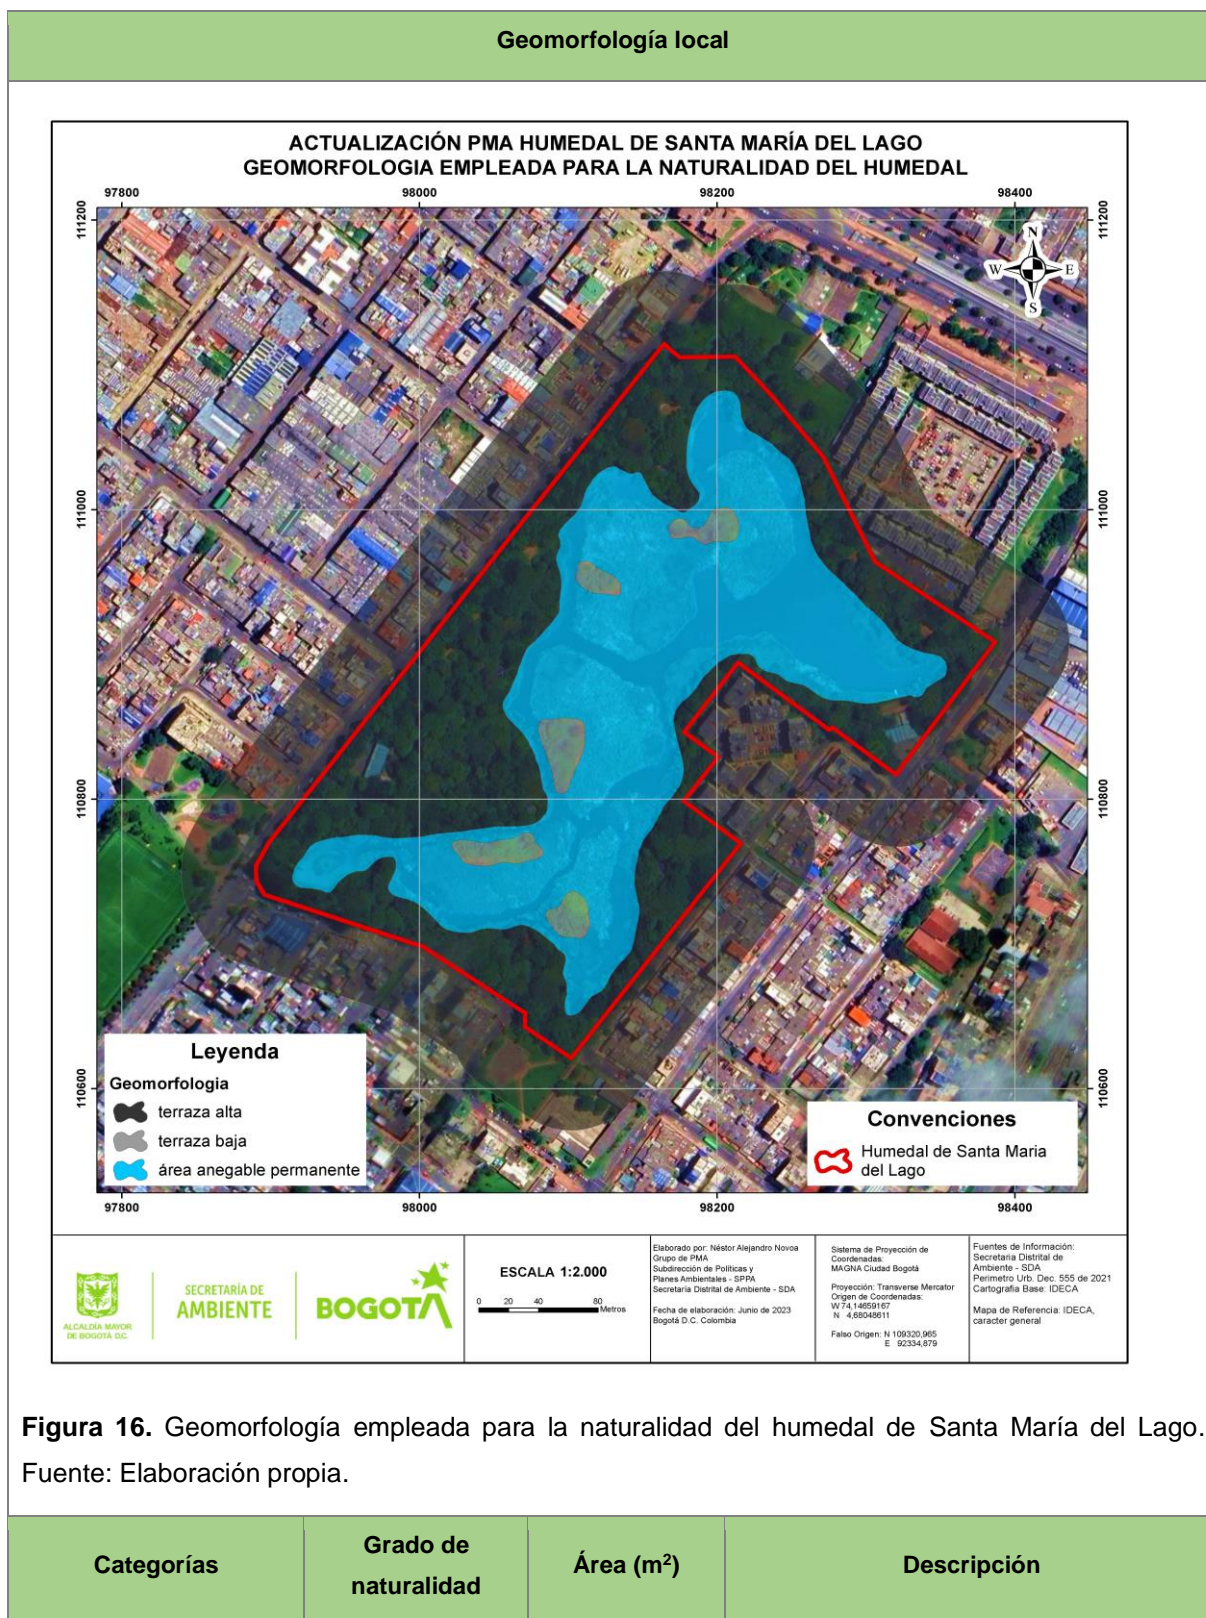 Geomorfología local
ACTUALIZACIÓN PMA HUMEDAL DE SANTA MARÍA DEL LAGO
GEOMORFOLOGIA EMPLEADA PARA LA NATURALIDAD DEL HUMEDAL
97800 98000 98200 98400
111200 111200
N
W E
S
111000 111000
110800 110800
110600 110600
Leyenda
Geomorfologia
terraza alta
terraza baja
área anegable permanente
Convenciones
Humedal de Santa Maria
del Lago
97800 98000 98200 98400
ALCALDÍA MAYOR
DE BOGOTÁ D.C.
SECRETARÍA DE
AMBIENTE
BOGOTÁ
ESCALA 1:2.000
0 20 40 80
Metros
Elaborado por: Néstor Alejandro Novoa
Grupo de PMA
Subdirección de Políticas y
Planes Ambientales - SPPA
Secretaria Distrital de Ambiente - SDA
Fecha de elaboración: Junio de 2023
Bogotá D.C. Colombia
Sistema de Proyección de
Coordenadas:
MAGNA Ciudad Bogotá
Proyección: Transverse Mercator
Origen de Coordenadas:
W 74,14659167
N 4,68048611
Falso Origen: N 109320,965
E 92334,879
Fuentes de Información:
Secretaria Distrital de
Ambiente - SDA
Perimetro Urb. Dec. 555 de 2021
Cartografia Base: IDECA
Mapa de Referencia: IDECA,
caracter general
Figura 16. Geomorfología empleada para la naturalidad del humedal de Santa María del Lago.
Fuente: Elaboración propia.
Categorías
Grado de
naturalidad
Área (m²)
Descripción